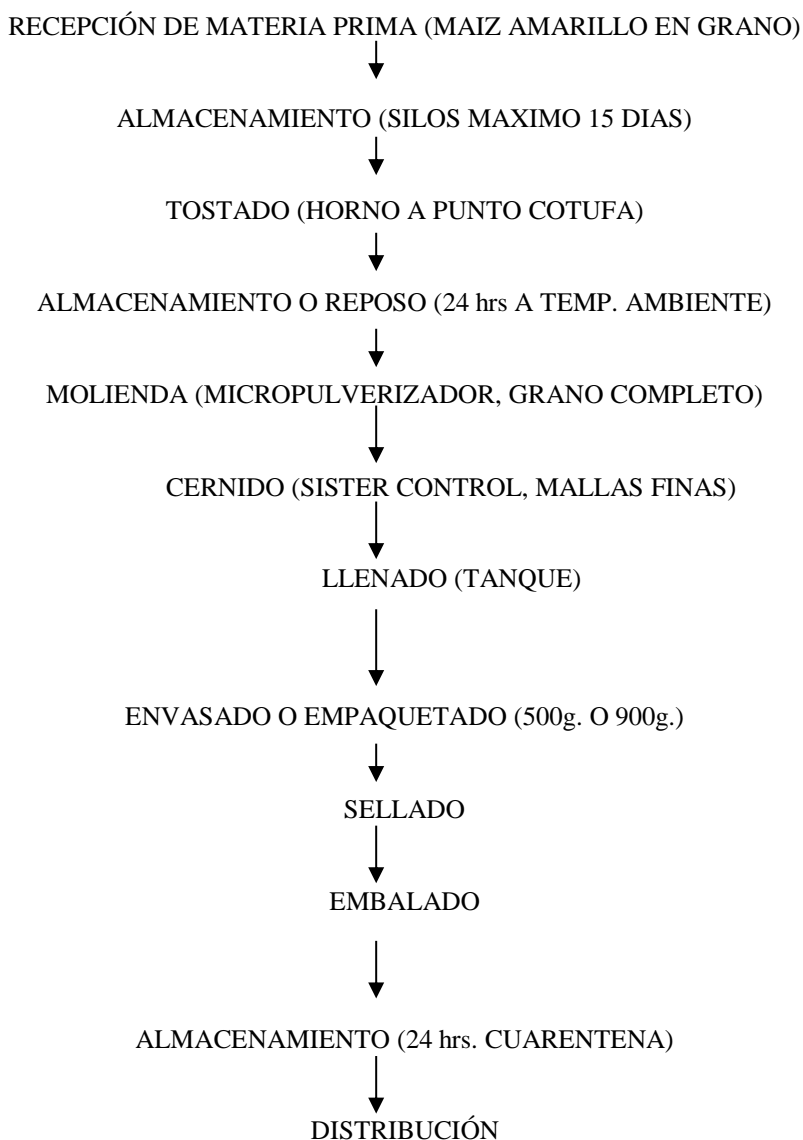 RECEPCIÓN DE MATERIA PRIMA (MAIZ AMARILLO EN GRANO)
ALMACENAMIENTO (SILOS MAXIMO 15 DIAS)
TOSTADO (HORNO A PUNTO COTUFA)
ALMACENAMIENTO O REPOSO (24 hrs A TEMP. AMBIENTE)
MOLIENDA (MICROPULVERIZADOR, GRANO COMPLETO)
CERNIDO (SISTER CONTROL, MALLAS FINAS)
LLENADO (TANQUE)
ENVASADO O EMPAQUETADO (500g. O 900g.)
SELLADO
EMBALADO
ALMACENAMIENTO (24 hrs. CUARENTENA)
DISTRIBUCIÓN